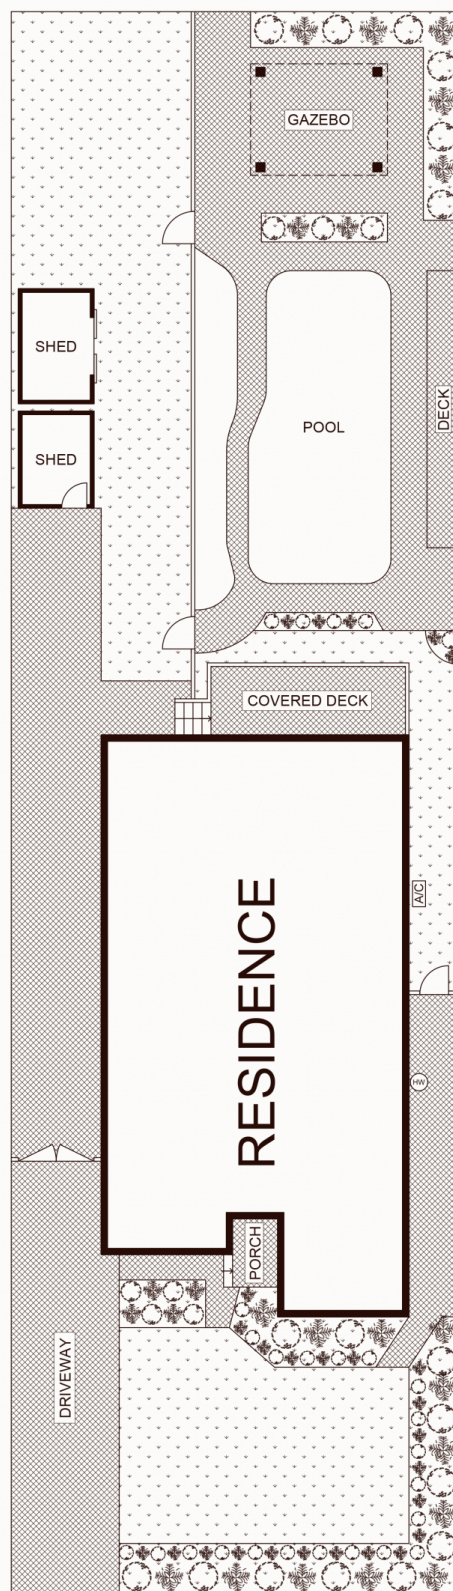 GAZEBO
SHED
SHED
POOL
DECK
COVERED DECK
RESIDENCE
A/C
HW
PORCH
DRIVEWAY